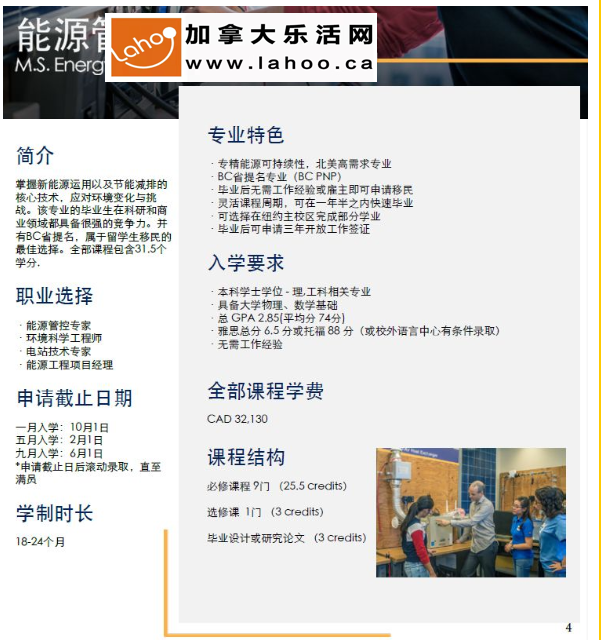 能源管
M.S. Energy
Lahoo
加拿大乐活网
www.lahoo.ca
简介
掌握新能源运用以及节能减排的
核心技术，应对环境变化与挑
战。该专业的毕业生在科研和商
业领域都具备很强的竞争力。并
有BC省提名，属于留学生移民的
最佳选择。全部课程包含31.5个
学分.
职业选择
· 能源管控专家
· 环境科学工程师
· 电站技术专家
· 能源工程项目经理
申请截止日期
一月入学：10月1日
五月入学：2月1日
九月入学：6月1日
*申请截止日后滚动录取，直至
满员
学制时长
18-24个月
专业特色
· 专精能源可持续性，北美高需求专业
· BC省提名专业（BC PNP）
· 毕业后无需工作经验或雇主即可申请移民
· 灵活课程周期，可在一年半之内快速毕业
· 可选择在纽约主校区完成部分学业
· 毕业后可申请三年开放工作签证
入学要求
· 本科学士学位 - 理,工科相关专业
· 具备大学物理、数学基础
· 总 GPA 2.85(平均分 74分)
· 雅思总分 6.5 分或托福 88 分（或校外语言中心有条件录取）
· 无需工作经验
全部课程学费
CAD 32,130
课程结构
必修课程 9门 （25.5 credits）
选修课 1门 （3 credits）
毕业设计或研究论文 （3 credits）
4